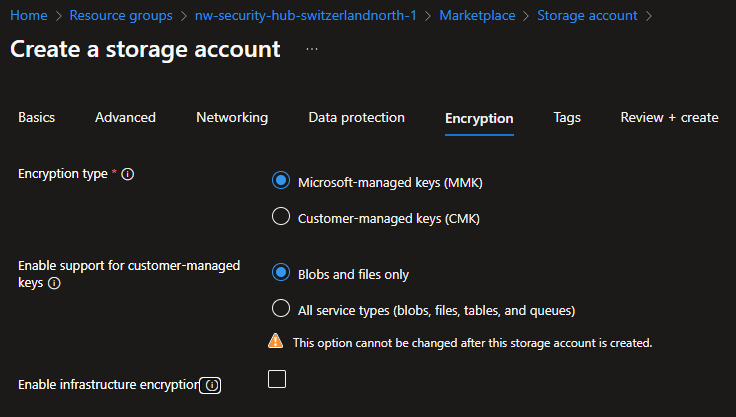 Home > Resource groups > nw-security-hub-switzerlandnorth-1 > Marketplace > Storage account >
Create a storage account ...
Basics Advanced Networking Data protection Encryption Tags Review + create
Encryption type * Microsoft-managed keys (MMK)
Customer-managed keys (CMK)
Enable support for customer-managed
keys
Blobs and files only
All service types (blobs, files, tables, and queues)
This option cannot be changed after this storage account is created.
Enable infrastructure encryption